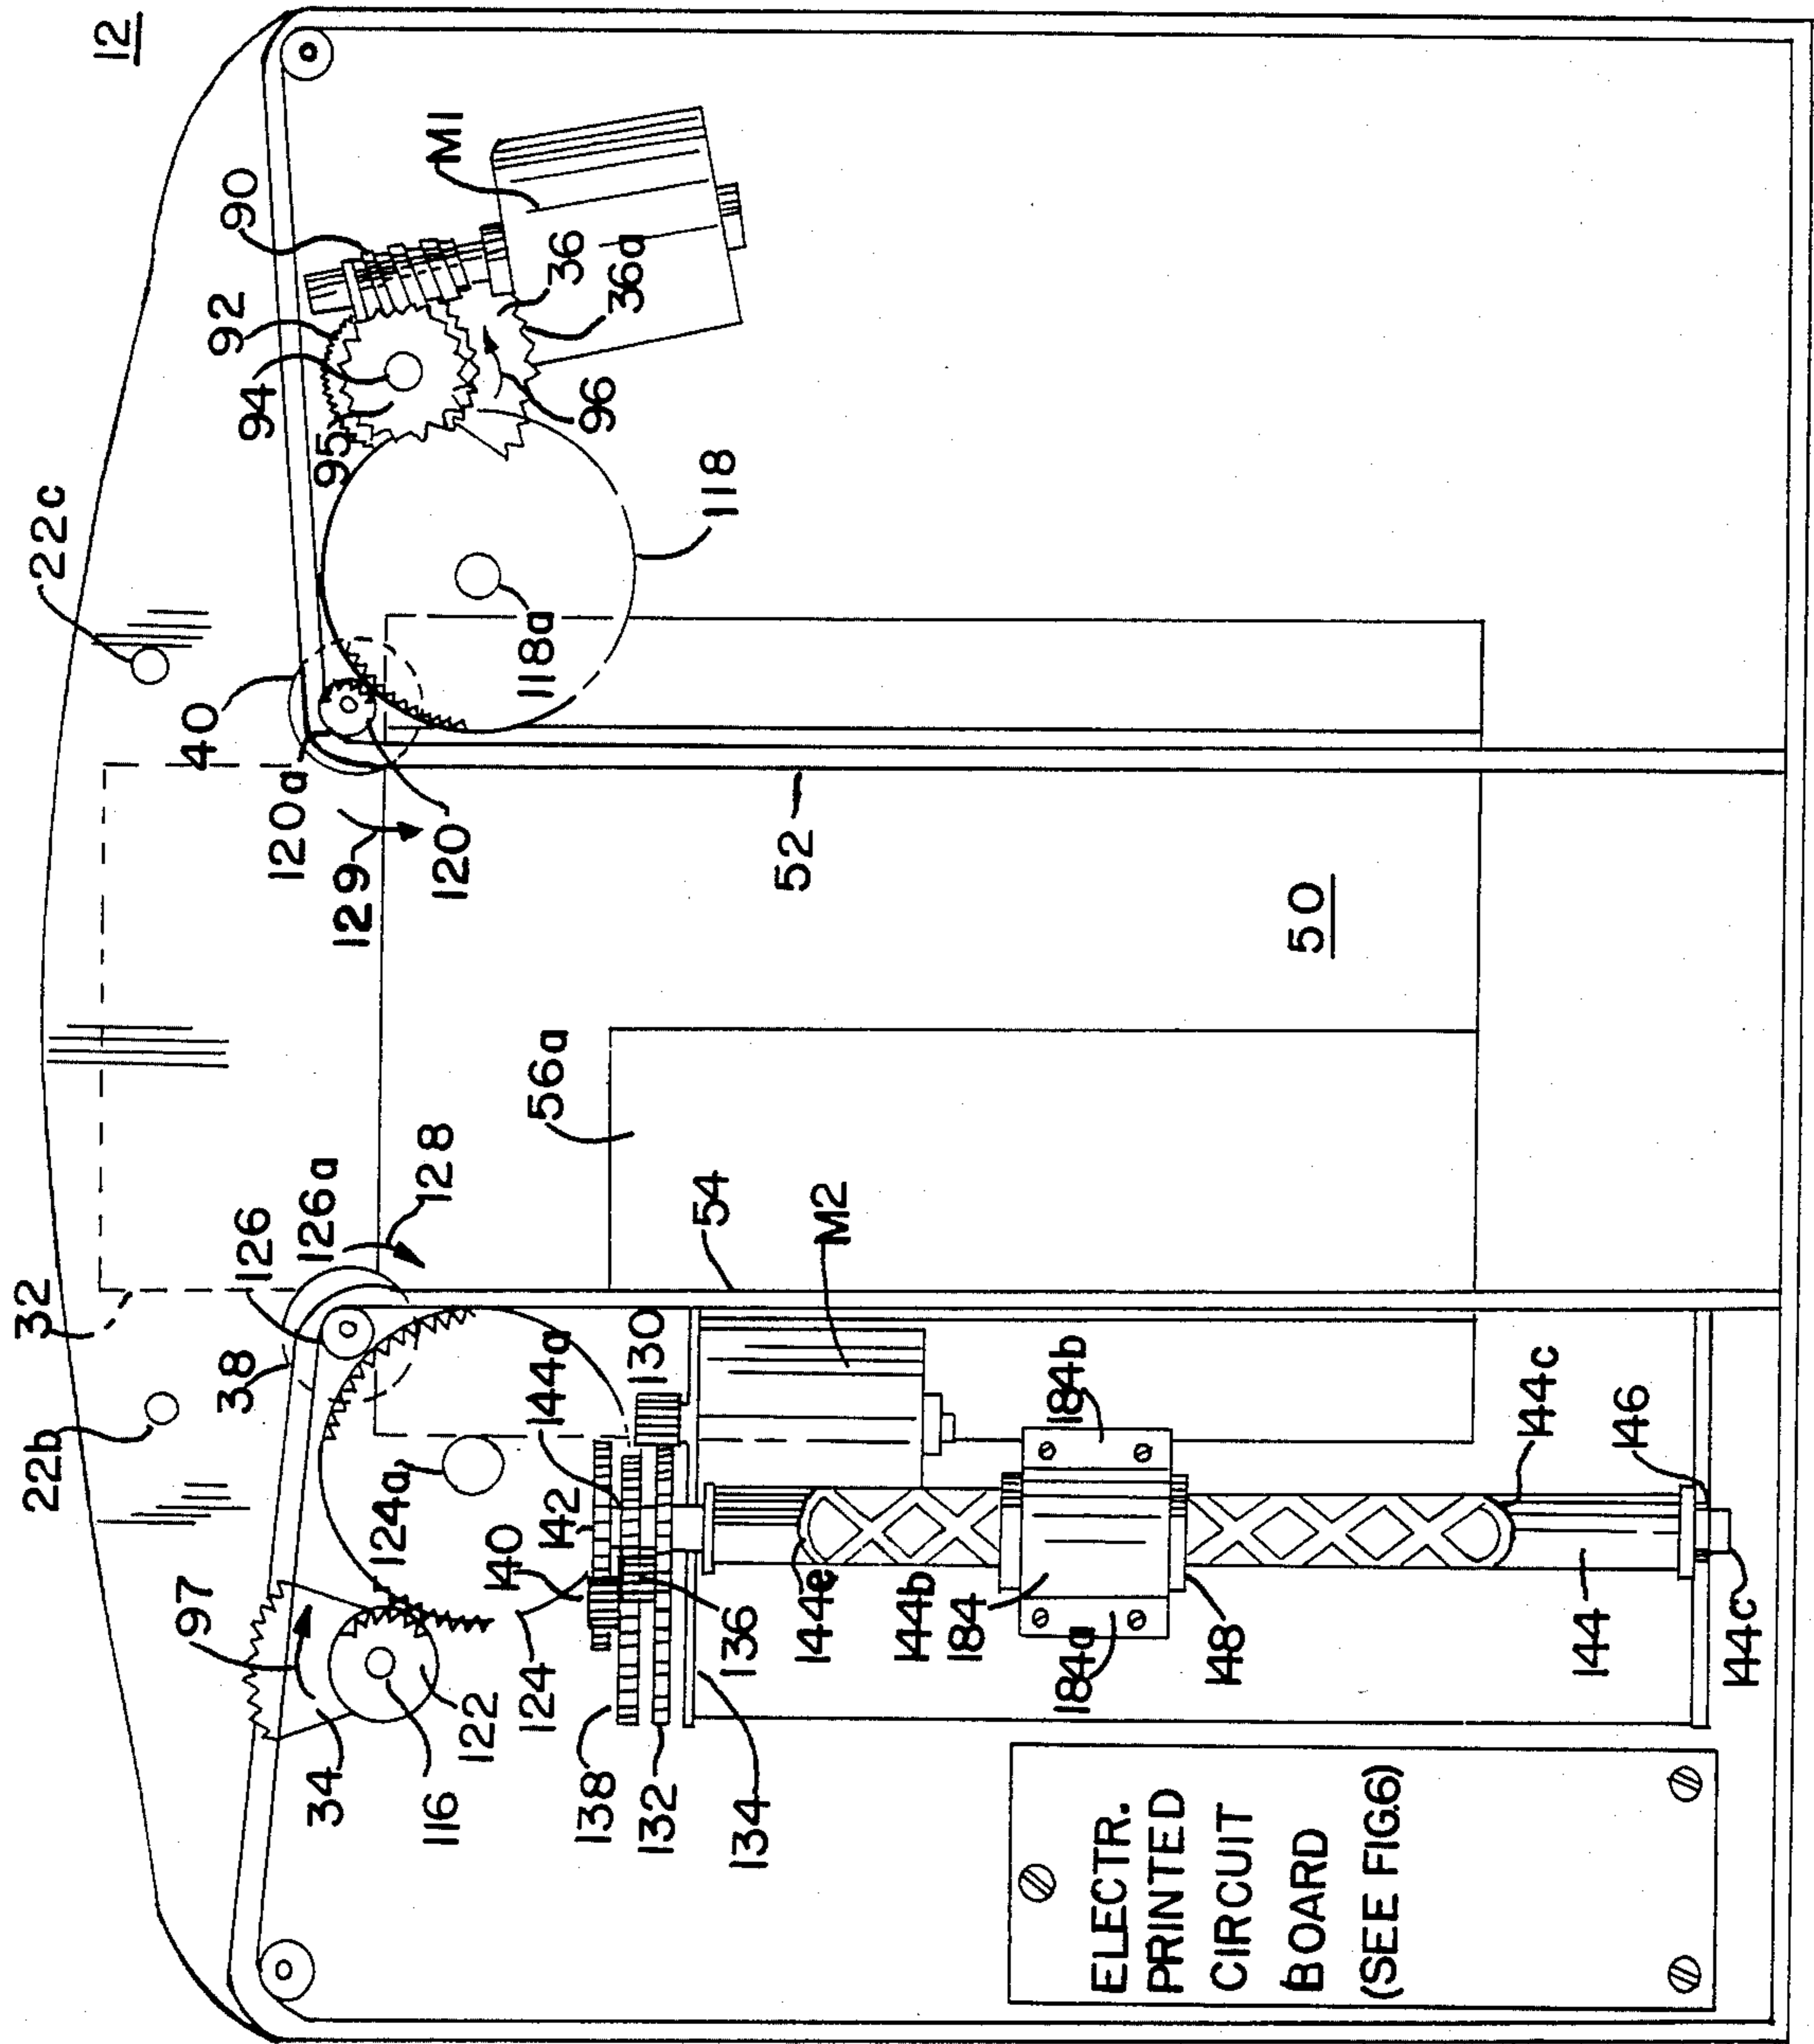 12
22c
22b
32
40
90
M1
92
94
95
36
36a
96
118
118a
120a
129
120
52
50
56a
54
M2
128
126a
126
38
97
34
116
122
124a
124
140
142
144a
130
138
132
134
136
144e
144b
184
184a
184b
148
144c
146
144
144c
ELECTR.
PRINTED
CIRCUIT
BOARD
(SEE FIG.6)